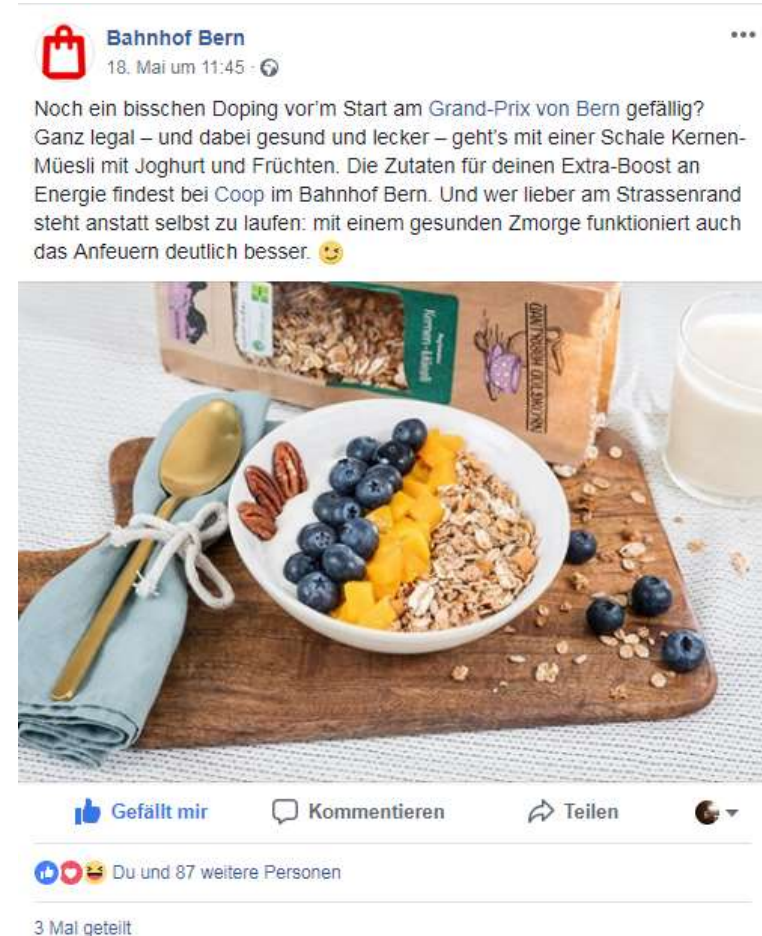 Bahnhof Bern
18. Mai um 11:45 ·
Noch ein bisschen Doping vor'm Start am Grand-Prix von Bern gefällig?
Ganz legal – und dabei gesund und lecker – geht's mit einer Schale Kernen-
Müesli mit Joghurt und Früchten. Die Zutaten für deinen Extra-Boost an
Energie findest bei Coop im Bahnhof Bern. Und wer lieber am Strassenrand
steht anstatt selbst zu laufen: mit einem gesunden Zmorge funktioniert auch
das Anfeuern deutlich besser. 😉
Kernen-Müesli
Gefällt mir
Kommentieren
Teilen
Du und 87 weitere Personen
3 Mal geteilt